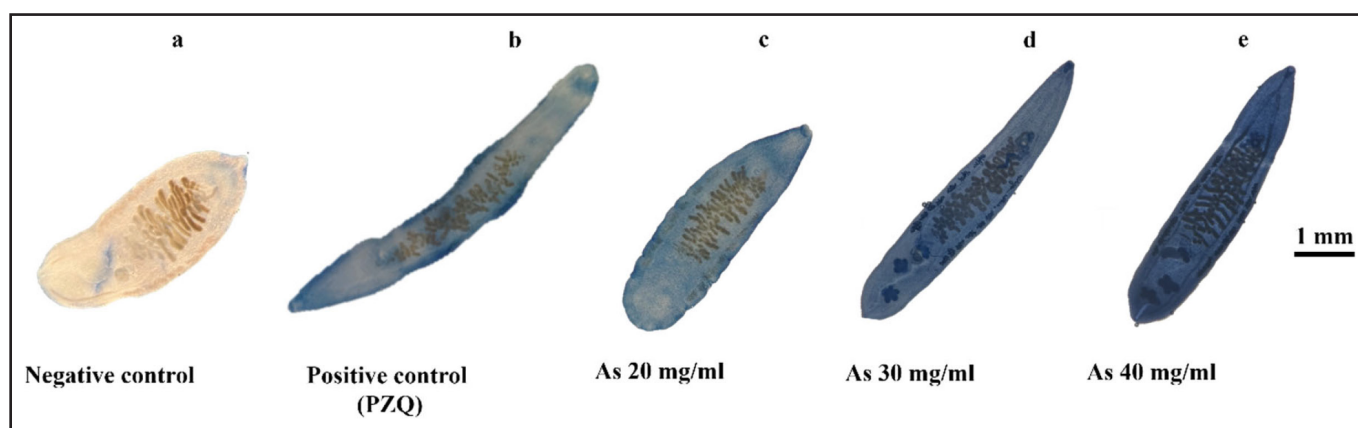 a
b
c
d
e
1 mm
Negative control
Positive control
(PZQ)
As 20 mg/ml
As 30 mg/ml
As 40 mg/ml